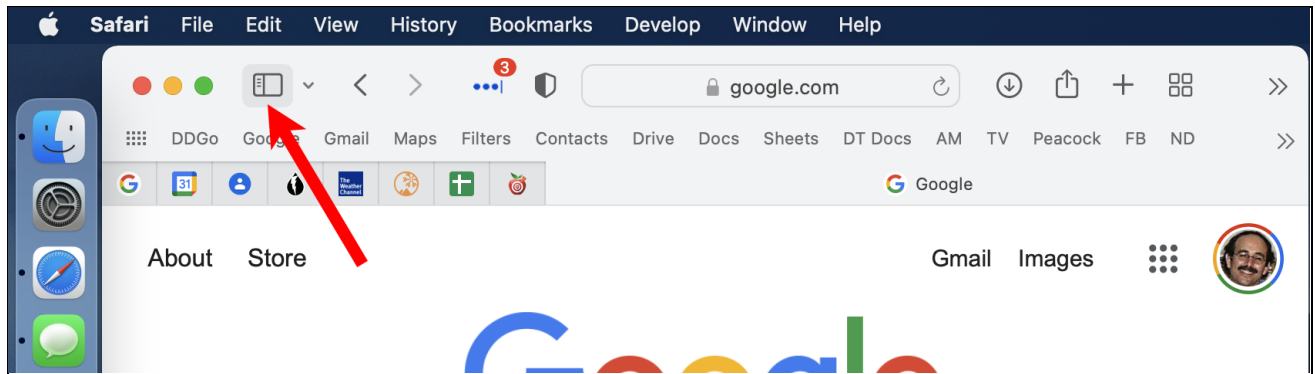 Safari File Edit View History Bookmarks Develop Window Help
3
google.com
DDGo Google Gmail Maps Filters Contacts Drive Docs Sheets DT Docs AM TV Peacock FB ND
31 The Weather Channel Google
About Store Gmail Images
Google